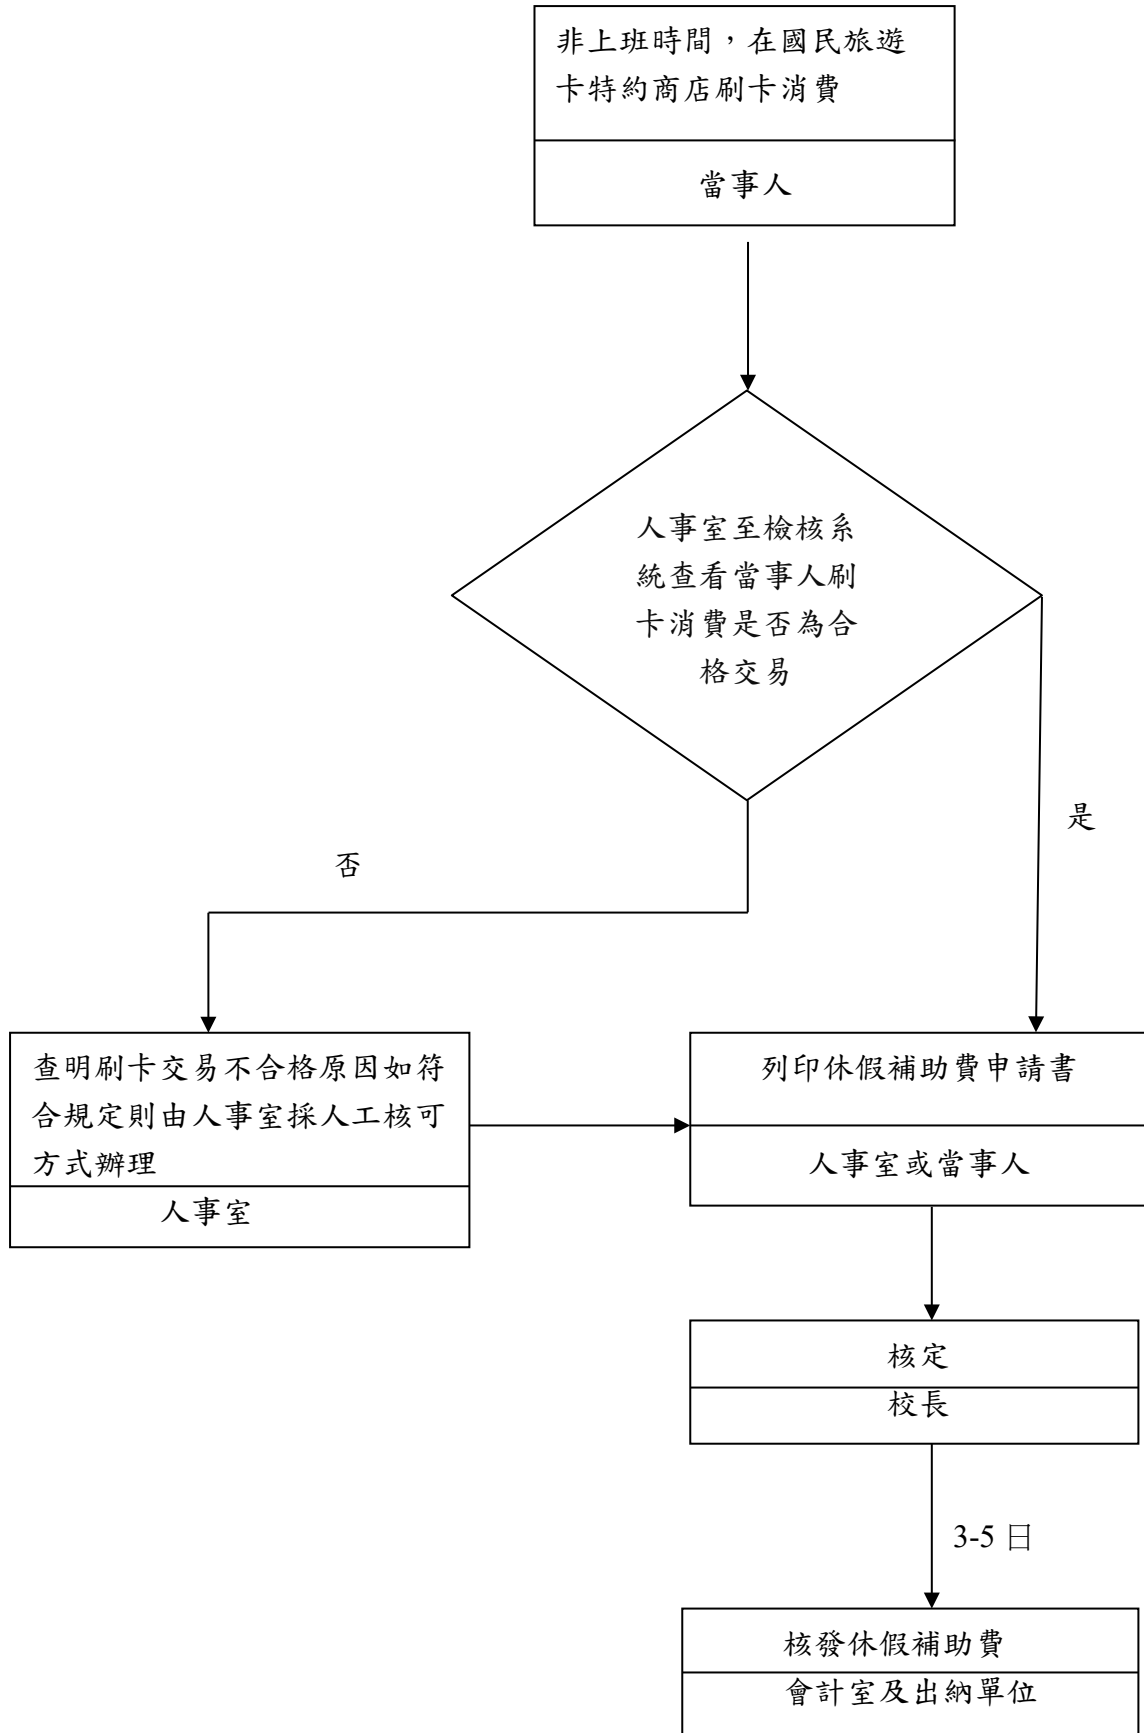 非上班時間，在國民旅遊
卡特約商店刷卡消費
當事人
人事室至檢核系
統查看當事人刷
卡消費是否為合
格交易
是
否
查明刷卡交易不合格原因如符
合規定則由人事室採人工核可
方式辦理
人事室
列印休假補助費申請書
人事室或當事人
核定
校長
3-5 日
核發休假補助費
會計室及出納單位